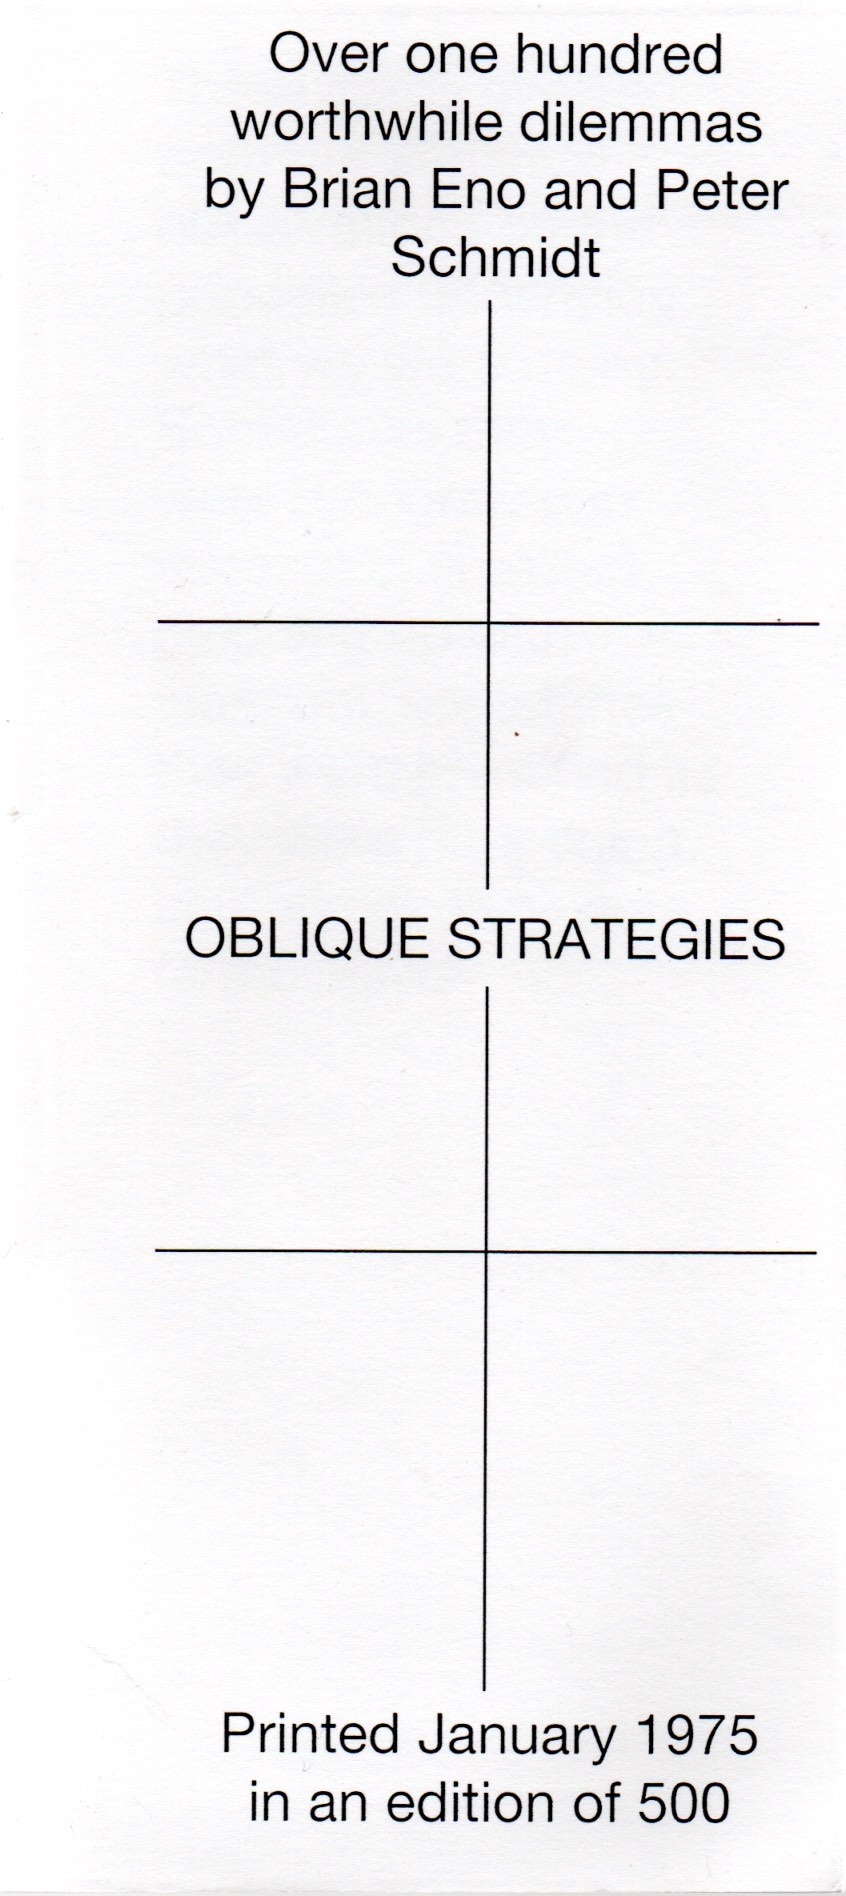 Over one hundred
worthwhile dilemmas
by Brian Eno and Peter
Schmidt
OBLIQUE STRATEGIES
Printed January 1975
in an edition of 500